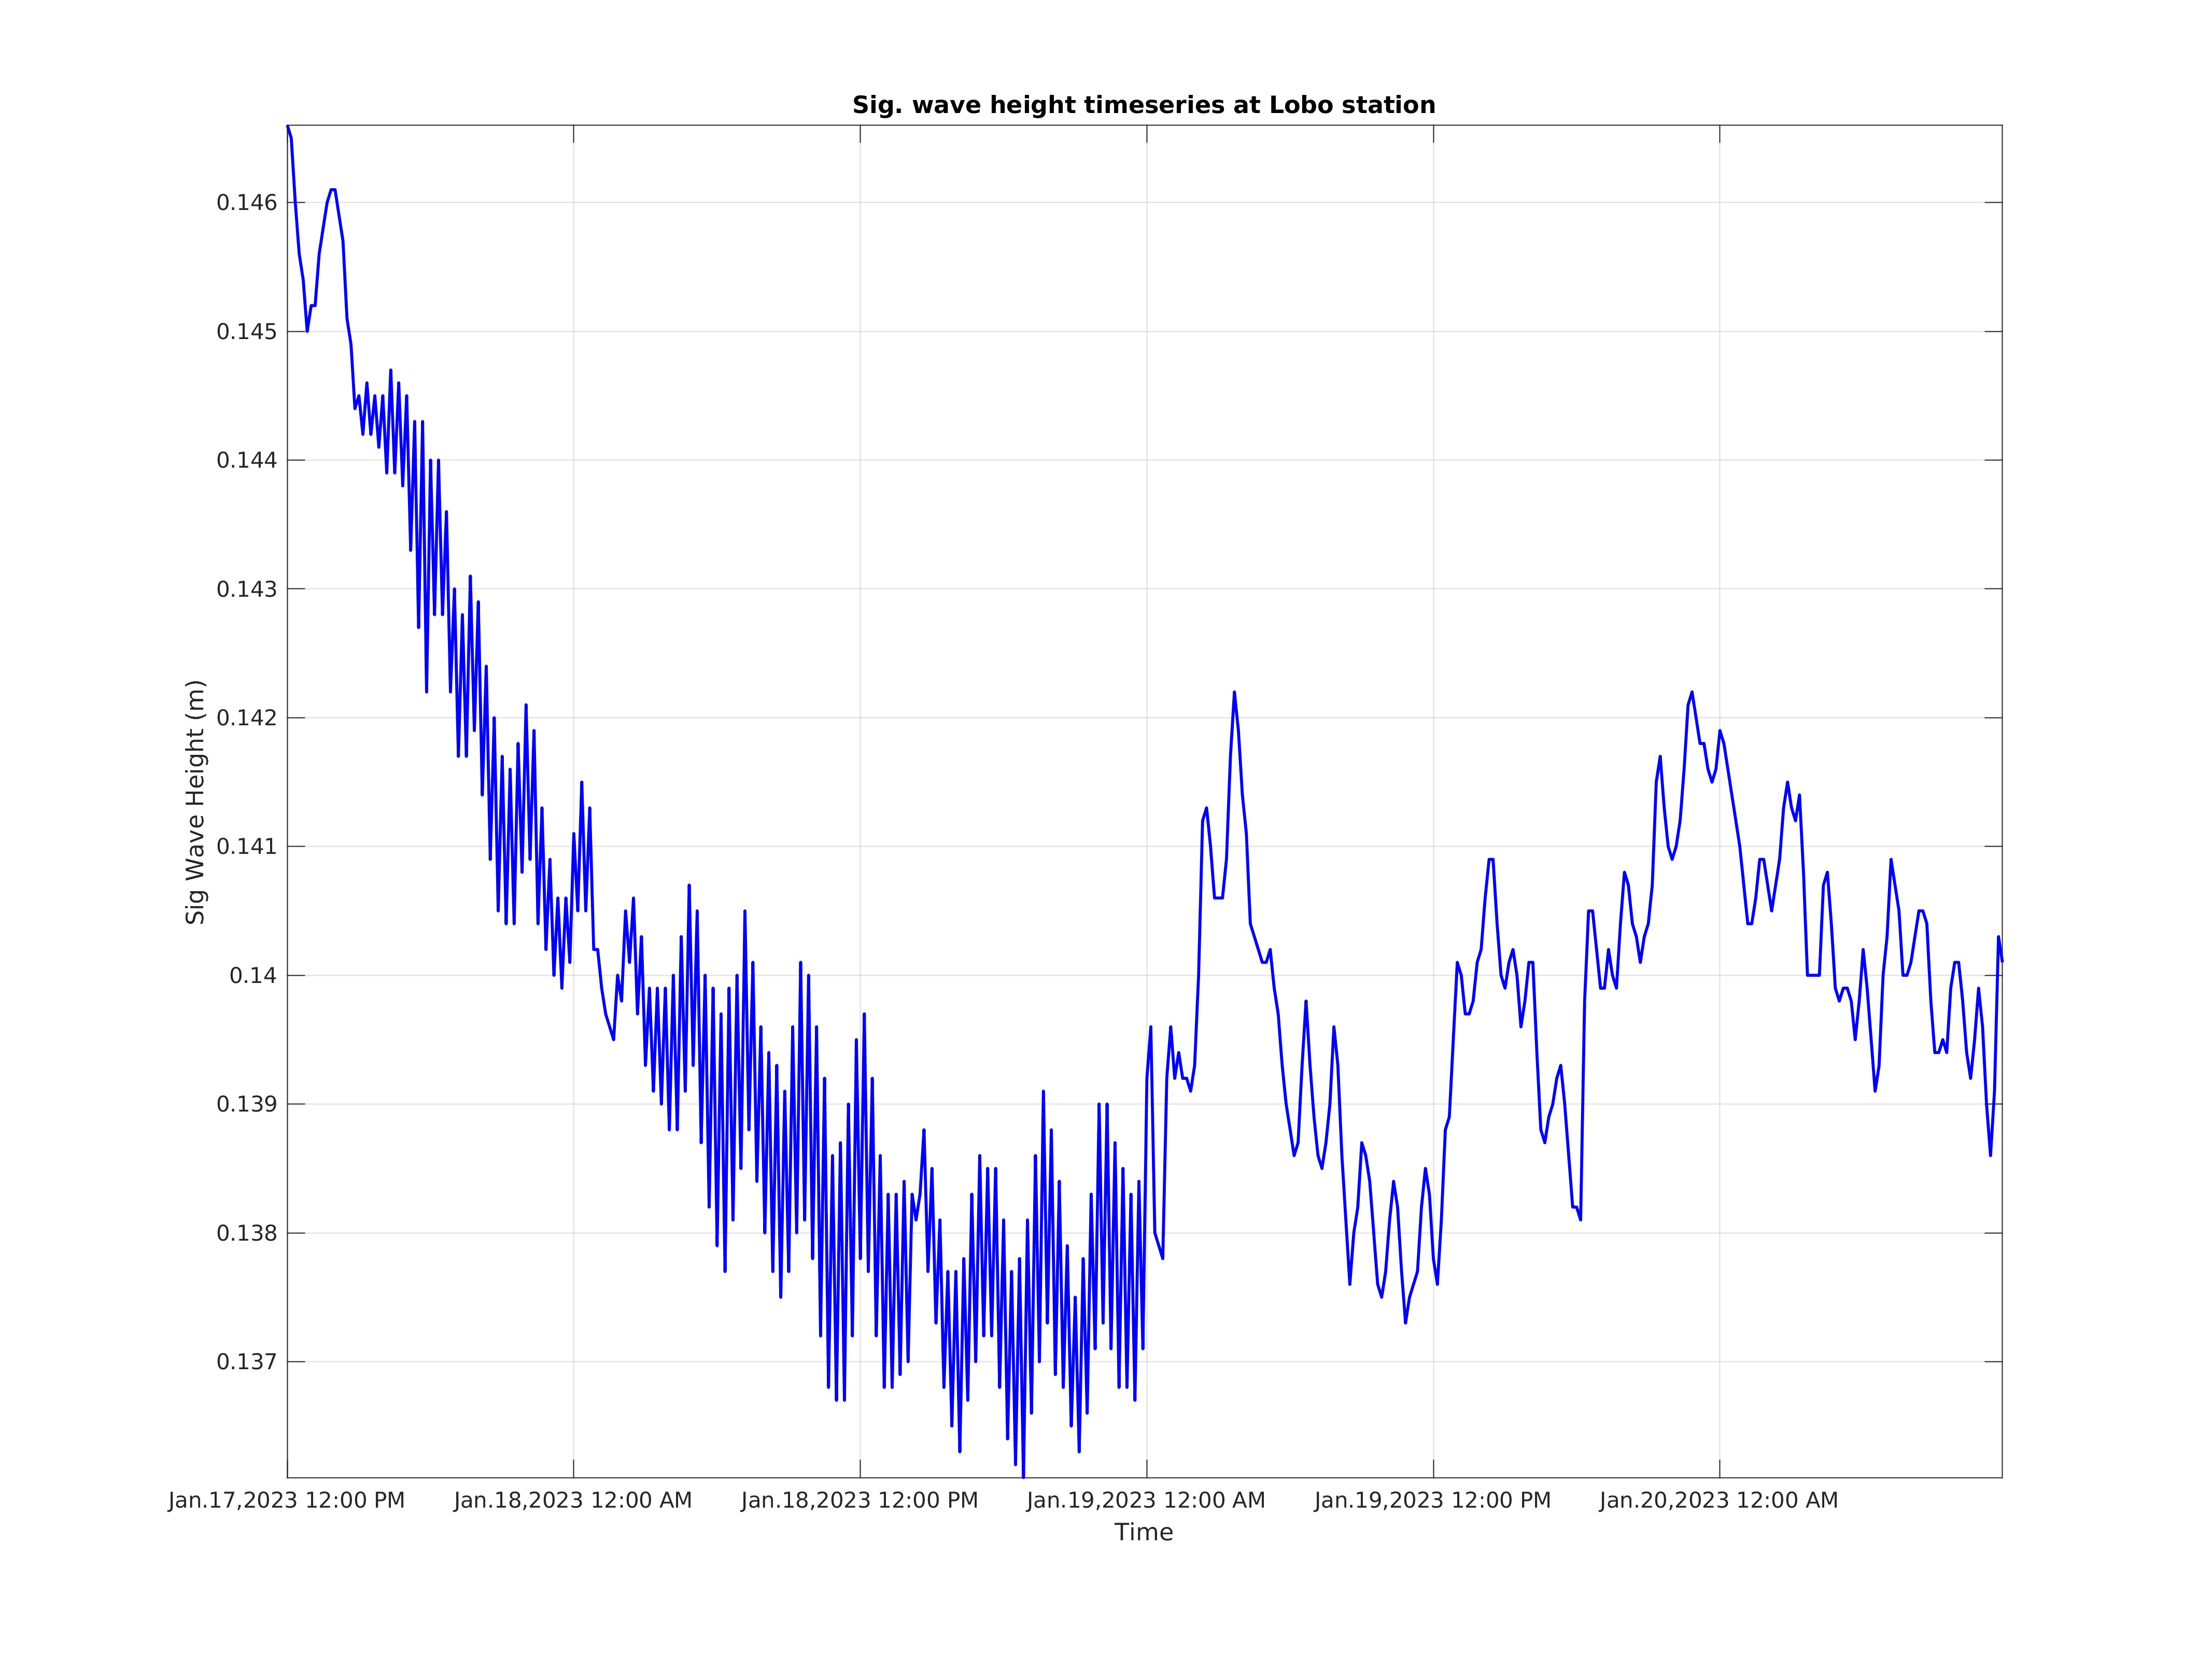 Sig. wave height timeseries at Lobo station
0.146
0.145
0.144
0.143
0.142
0.141
0.14
0.139
0.138
0.137
Sig Wave Height (m)
Jan.17,2023 12:00 PM Jan.18,2023 12:00 AM Jan.18,2023 12:00 PM Jan.19,2023 12:00 AM Jan.19,2023 12:00 PM Jan.20,2023 12:00 AM
Time